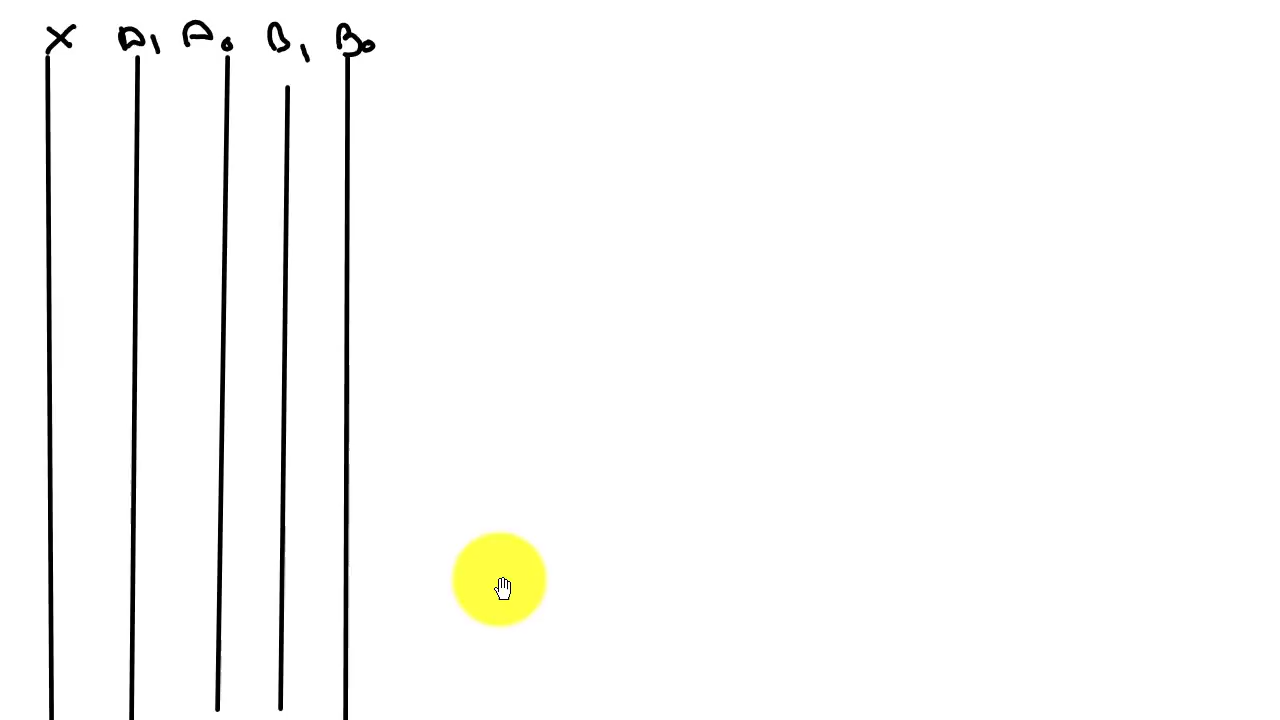 X A₁ A₀ B₁ B₀